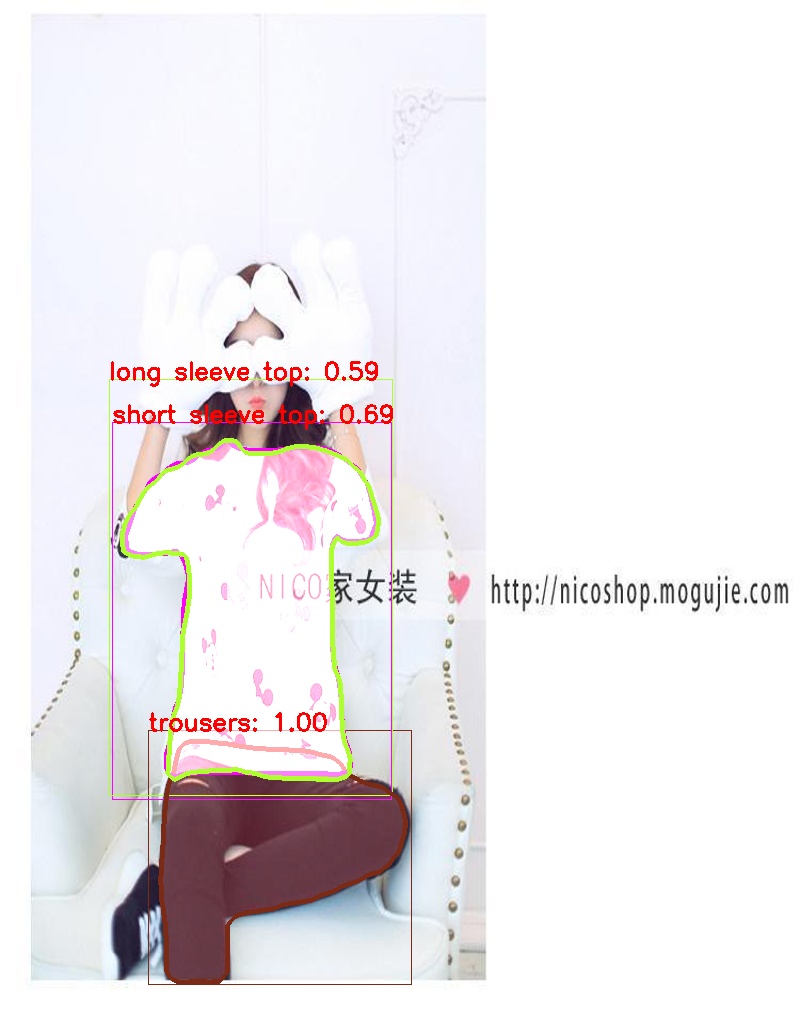 long sleeve top: 0.59
short sleeve top: 0.69
NICO家女装 http://nicoshop.mogujie.com
trousers: 1.00